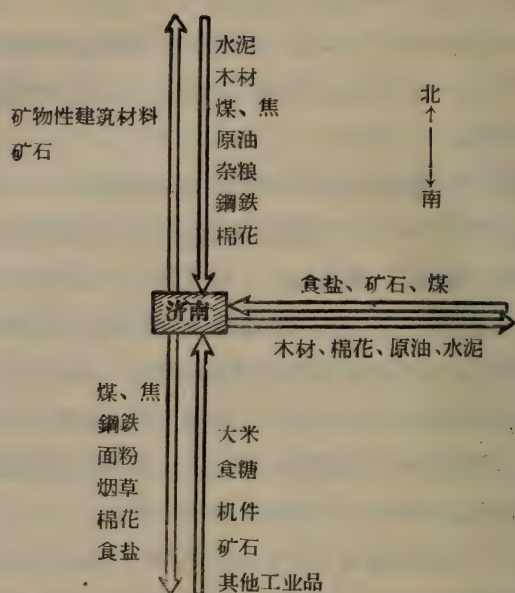 水泥
木材
煤、焦
原油
杂粮
鋼鉄
棉花
矿物性建筑材料
矿石
北
南
食盐、矿石、煤
济南
木材、棉花、原油、水泥
煤、焦
鋼鉄
面粉
烟草
棉花
食盐
大米
食糖
机件
矿石
其他工业品